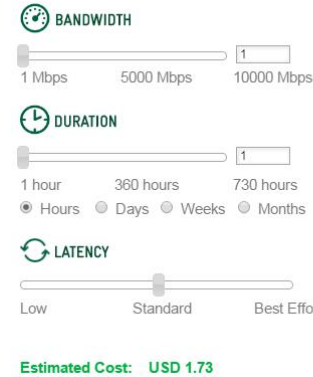 BANDWIDTH
1
1 Mbps 5000 Mbps 10000 Mbps
DURATION
1
1 hour 360 hours 730 hours
Hours Days Weeks Months
LATENCY
Low Standard Best Effo
Estimated Cost: USD 1.73